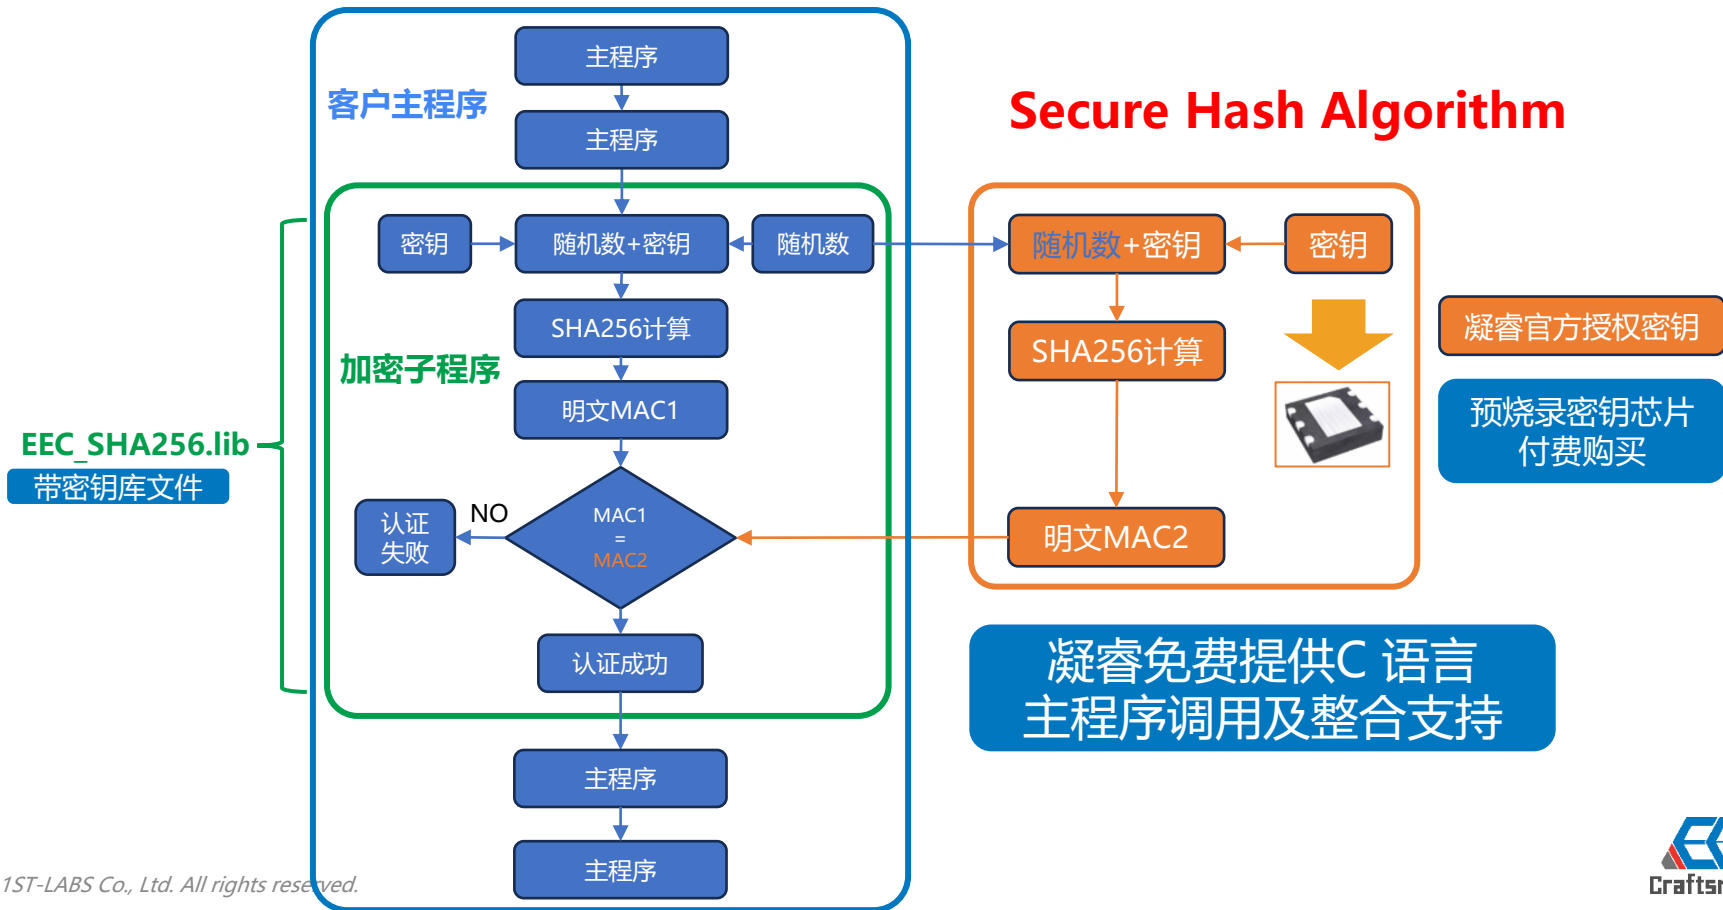 主程序
客户主程序
主程序
Secure Hash Algorithm
密钥
随机数+密钥
随机数
随机数+密钥
密钥
SHA256计算
SHA256计算
凝睿官方授权密钥
加密子程序
明文MAC1
预烧录密钥芯片
付费购买
EEC_SHA256.lib
带密钥库文件
认证
失败
NO
MAC1
=
MAC2
明文MAC2
认证成功
凝睿免费提供C 语言
主程序调用及整合支持
主程序
主程序
1ST-LABS Co., Ltd. All rights reserved.